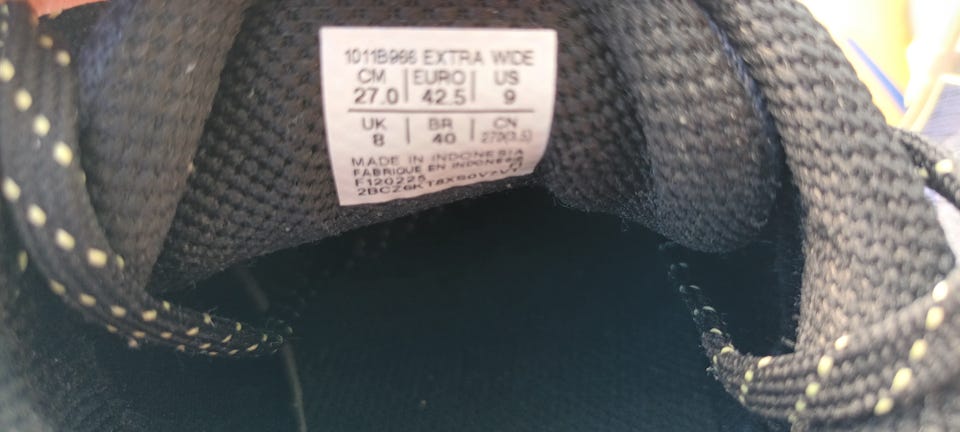 1011B966 EXTRA WIDE
CM | EURO | US
27.0 | 42.5 | 9
UK | BR | CN
8 | 40
MADE IN INDONESIA
FABRIQUE EN INDONESIE
F120225